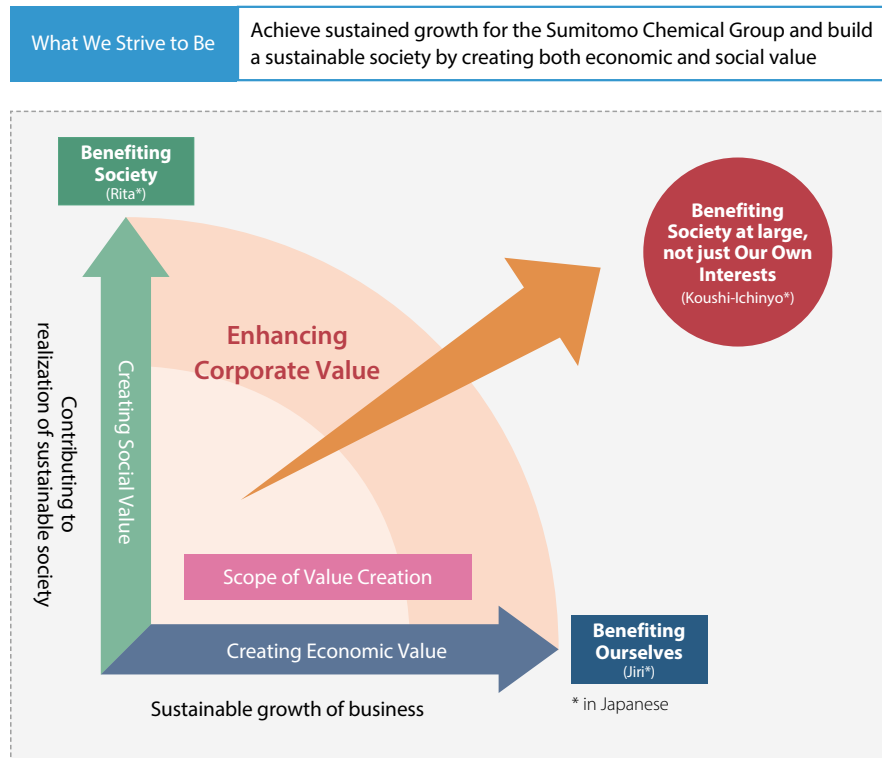 What We Strive to Be
Achieve sustained growth for the Sumitomo Chemical Group and build
a sustainable society by creating both economic and social value
Benefiting
Society
(Rita*)
Benefiting
Society at large,
not just Our Own
Interests
(Koushi-Ichinyo*)
Enhancing
Corporate Value
Contributing to
realization of sustainable society
Creating Social Value
Scope of Value Creation
Creating Economic Value
Benefiting
Ourselves
(Jiri*)
Sustainable growth of business
* in Japanese